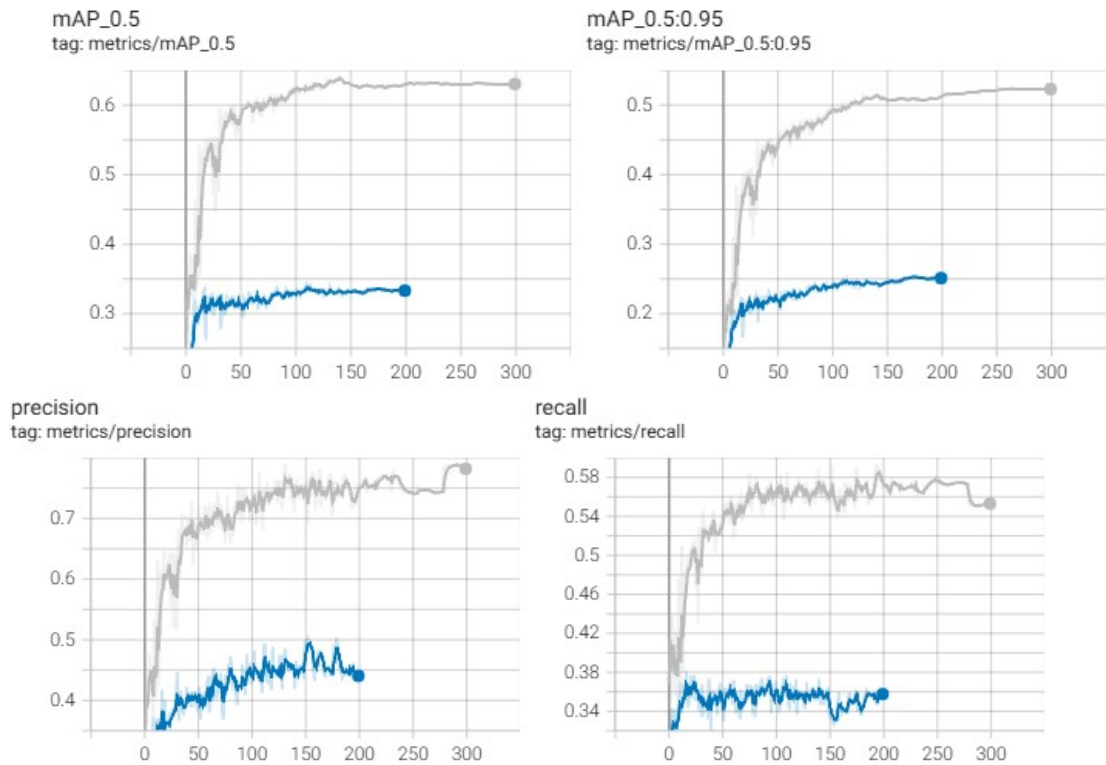 mAP_0.5
tag: metrics/mAP_0.5
0.6
0.5
0.4
0.3
0 50 100 150 200 250 300
mAP_0.5:0.95
tag: metrics/mAP_0.5:0.95
0.5
0.4
0.3
0.2
0 50 100 150 200 250 300
precision
tag: metrics/precision
0.7
0.6
0.5
0.4
0 50 100 150 200 250 300
recall
tag: metrics/recall
0.58
0.54
0.5
0.46
0.42
0.38
0.34
0 50 100 150 200 250 300